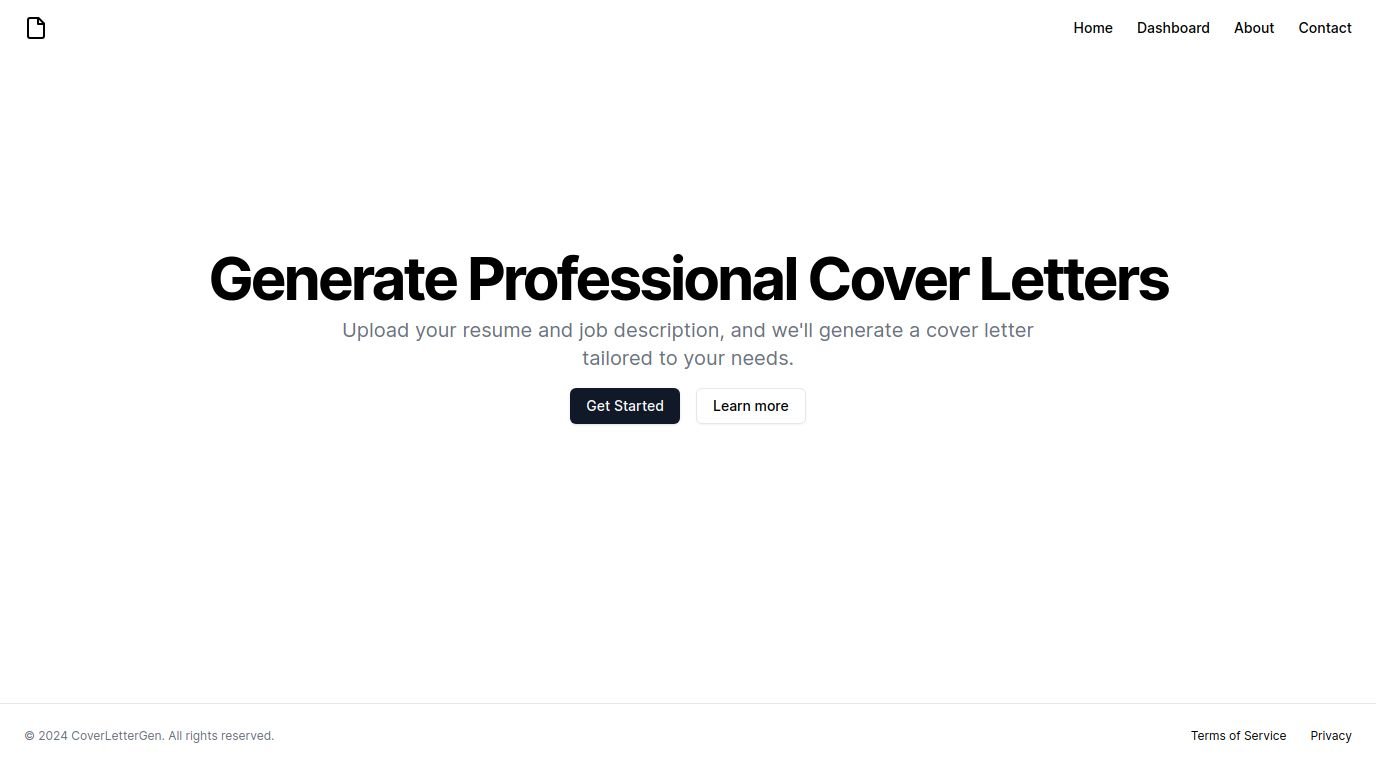 Home
Dashboard
About
Contact
Generate Professional Cover Letters
Upload your resume and job description, and we'll generate a cover letter
tailored to your needs.
Get Started
Learn more
© 2024 CoverLetterGen. All rights reserved.
Terms of Service
Privacy